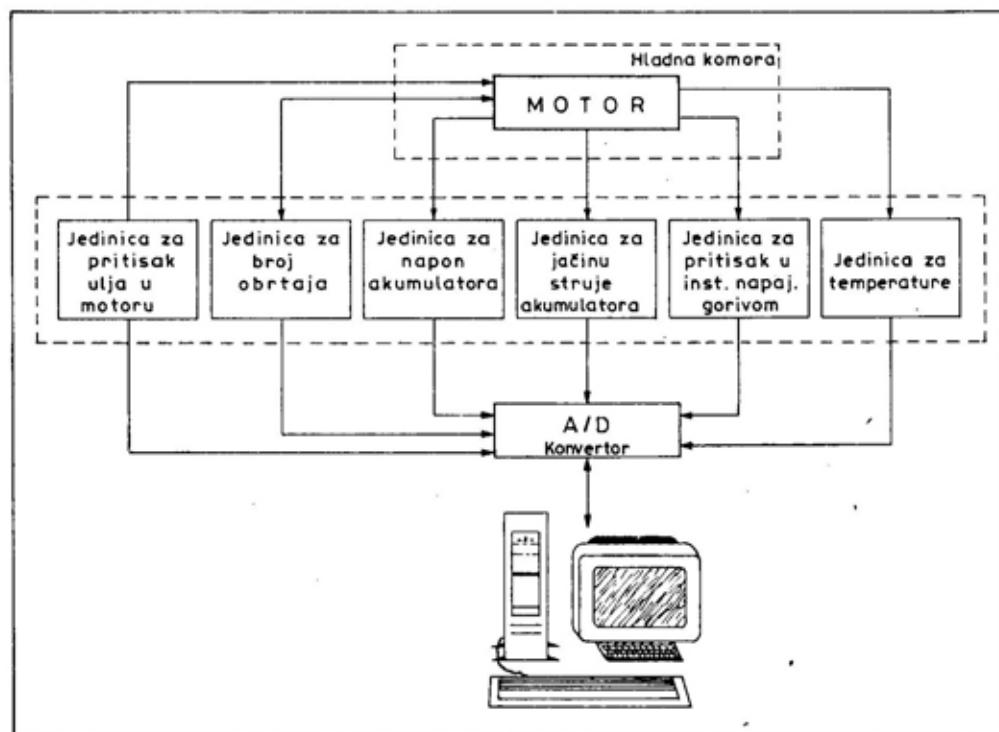 Hladna komora
MOTOR
Jedinica za
pritisak
ulja u
motoru
Jedinica za
broj
obrtaja
Jedinica za
napon
akumulatora
Jedinica za
jačinu
struje
akumulatora
Jedinica za
pritisak u
inst. napaj.
gorivom
Jedinica za
temperature
A/D
Konvertor